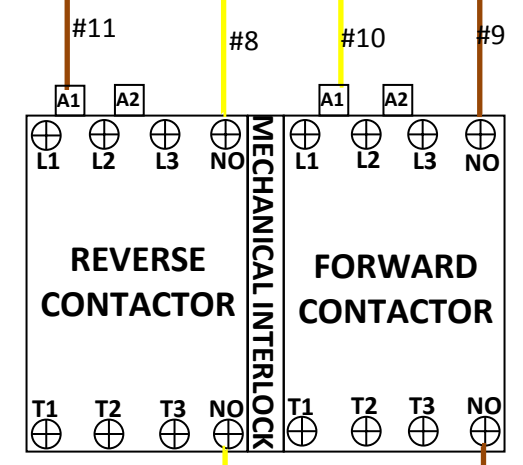 #11 #8 #10 #9
A1 A2 A1 A2
L1 L2 L3 NO L1 L2 L3 NO
MECHANICAL INTERLOCK
REVERSE
CONTACTOR
FORWARD
CONTACTOR
T1 T2 T3 NO T1 T2 T3 NO